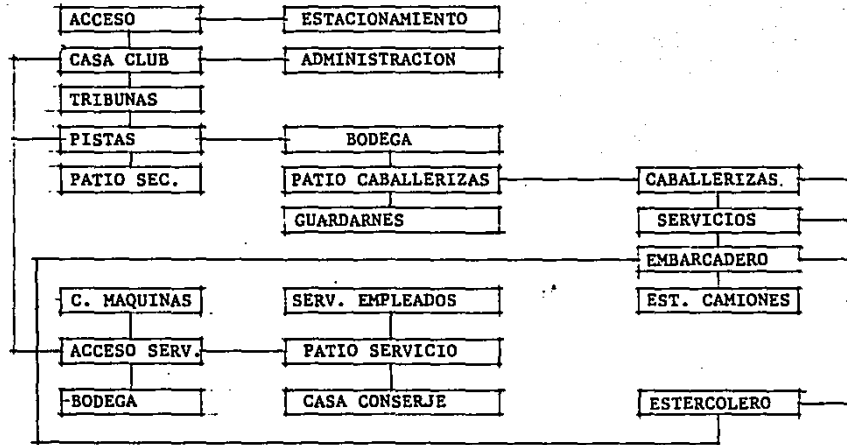 ACCESO ESTACIONAMIENTO
CASA CLUB ADMINISTRACION
TRIBUNAS
PISTAS BODEGA
PATIO SEC. PATIO CABALLERIZAS CABALLERIZAS.
GUARDARNES SERVICIOS
EMBARCADERO
C. MAQUINAS SERV. EMPLEADOS EST. CAMIONES
ACCESO SERV. PATIO SERVICIO
BODEGA CASA CONSERJE ESTERCOLERO